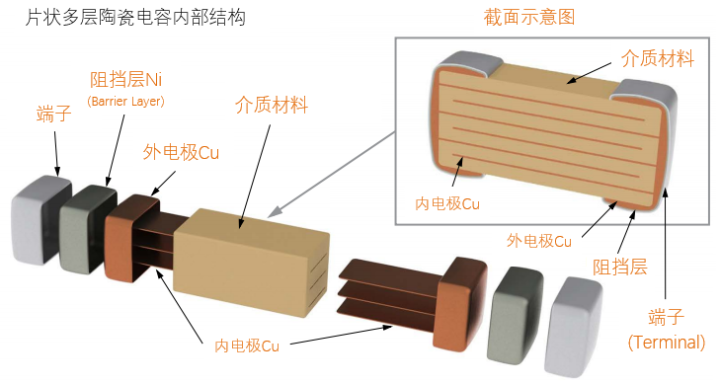 片状多层陶瓷电容内部结构
截面示意图
阻挡层Ni
(Barrier Layer)
端子
介质材料
外电极Cu
介质材料
内电极Cu
外电极Cu
阻挡层
端子
(Terminal)
内电极Cu